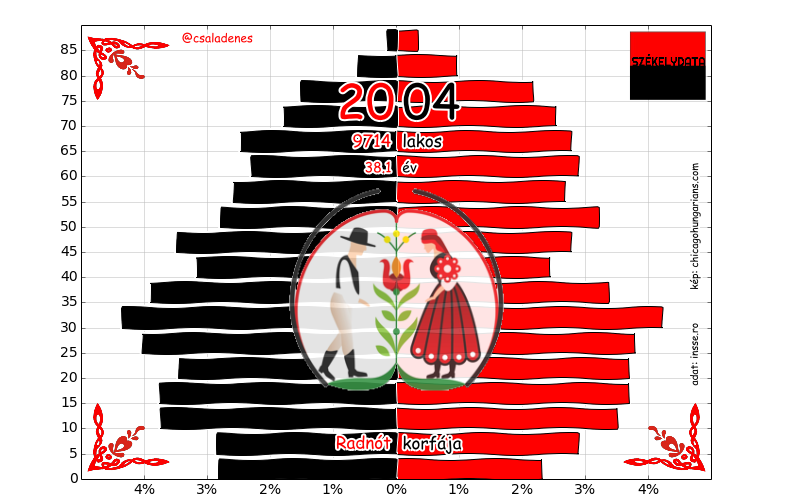 @csaladenes
SZÉKELYDATA
2004
9714 lakos
38.1 év
kép: chicagohungarians.com
adat: insse.ro
Radnót korfája
85
80
75
70
65
60
55
50
45
40
35
30
25
20
15
10
5
0
4% 3% 2% 1% 0% 1% 2% 3% 4%